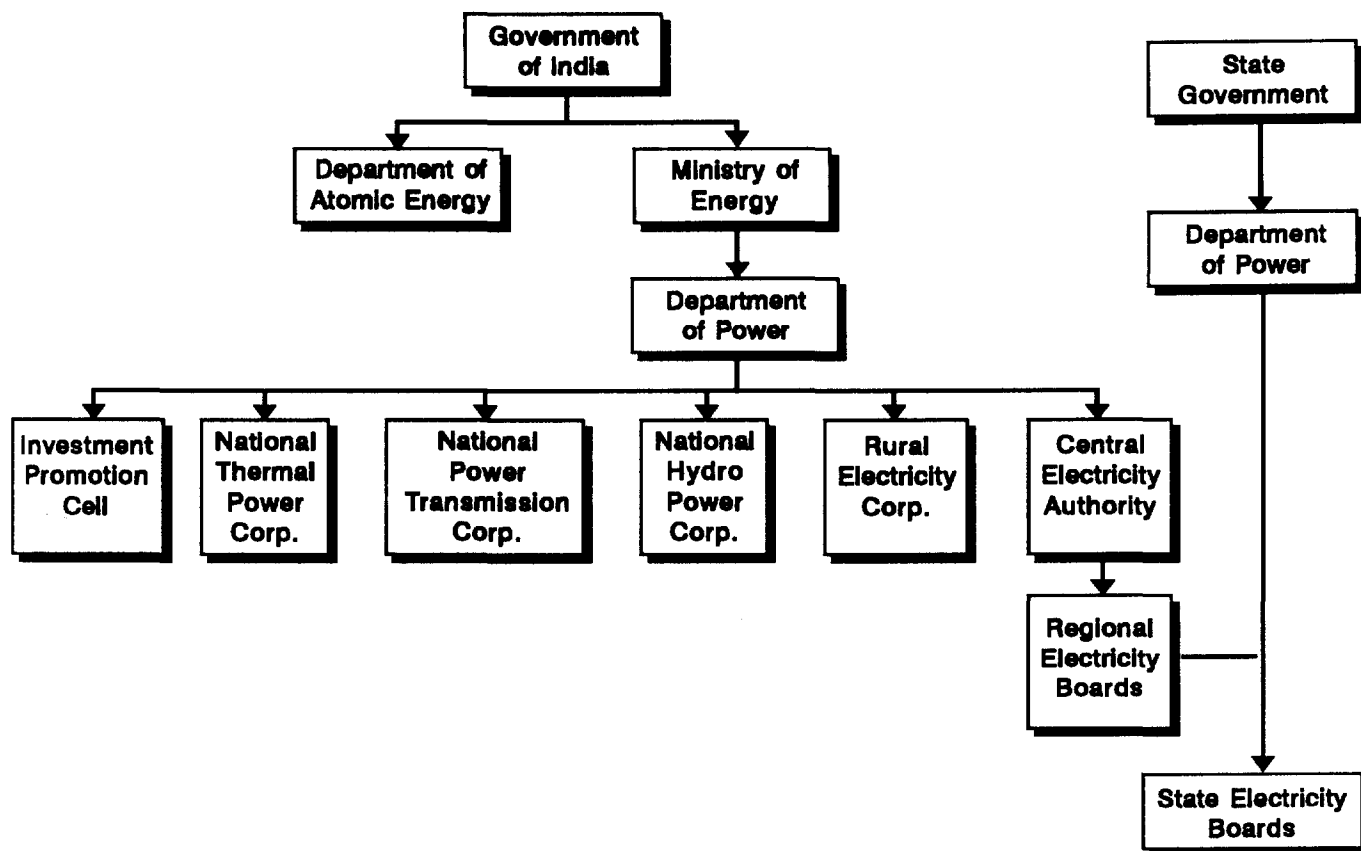 Government
of India
State
Government
Department of
Atomic Energy
Ministry of
Energy
Department
of Power
Department
of Power
Investment
Promotion
Cell
National
Thermal
Power
Corp.
National
Power
Transmission
Corp.
National
Hydro
Power
Corp.
Rural
Electricity
Corp.
Central
Electricity
Authority
Regional
Electricity
Boards
State Electricity
Boards